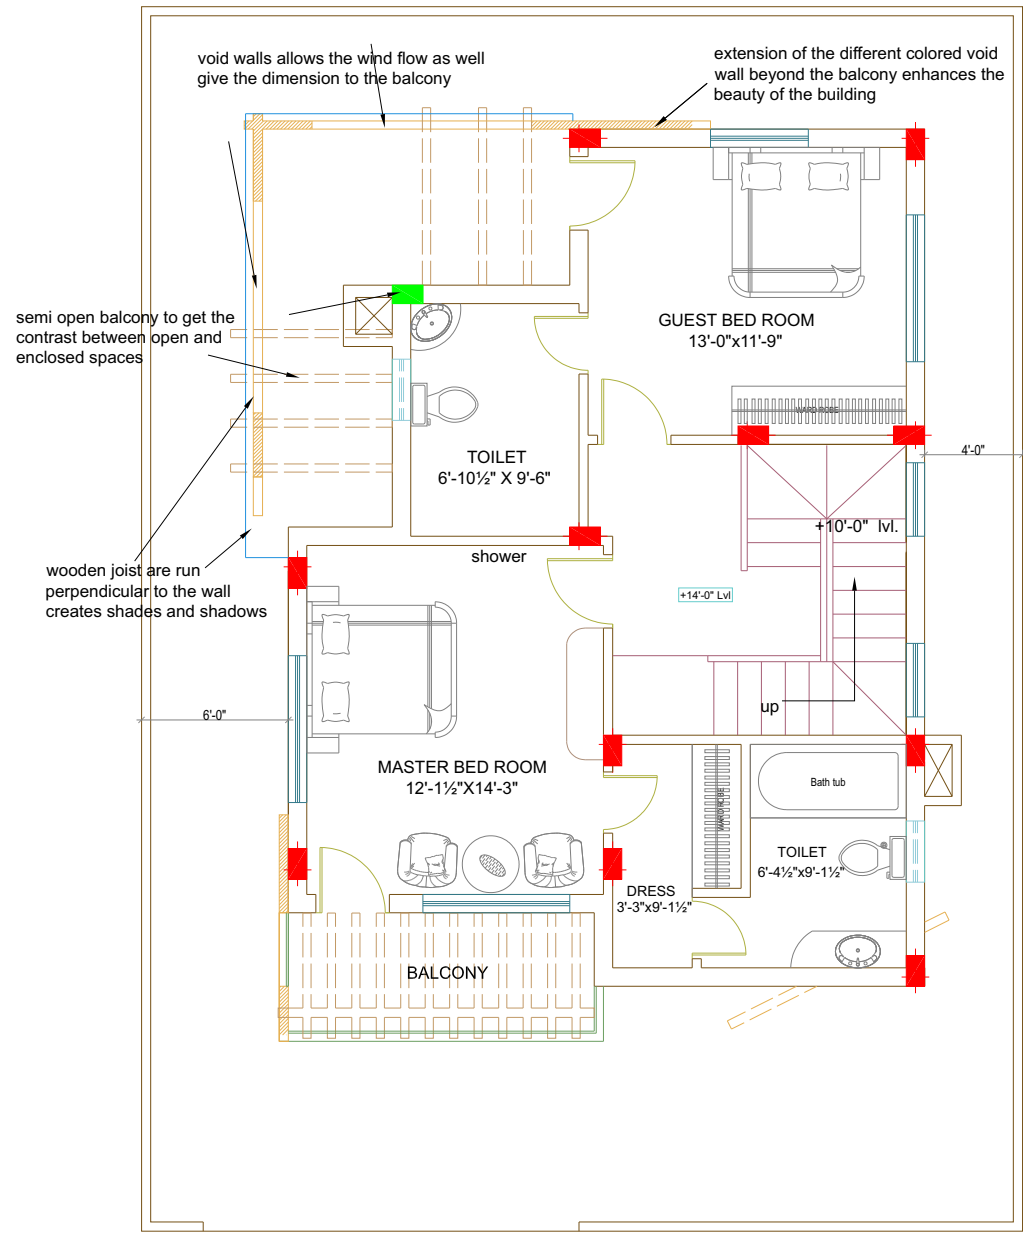 void walls allows the wind flow as well
give the dimension to the balcony
extension of the different colored void
wall beyond the balcony enhances the
beauty of the building
semi open balcony to get the
contrast between open and
enclosed spaces
GUEST BED ROOM
13'-0"x11'-9"
WARD ROBE
TOILET
6'-10½" X 9'-6"
4'-0"
+10'-0" lvl.
shower
wooden joist are run
perpendicular to the wall
creates shades and shadows
+14'-0" Lvl
up
6'-0"
MASTER BED ROOM
12'-1½"X14'-3"
WARD ROBE
Bath tub
TOILET
6'-4½"x9'-1½"
DRESS
3'-3"x9'-1½"
BALCONY